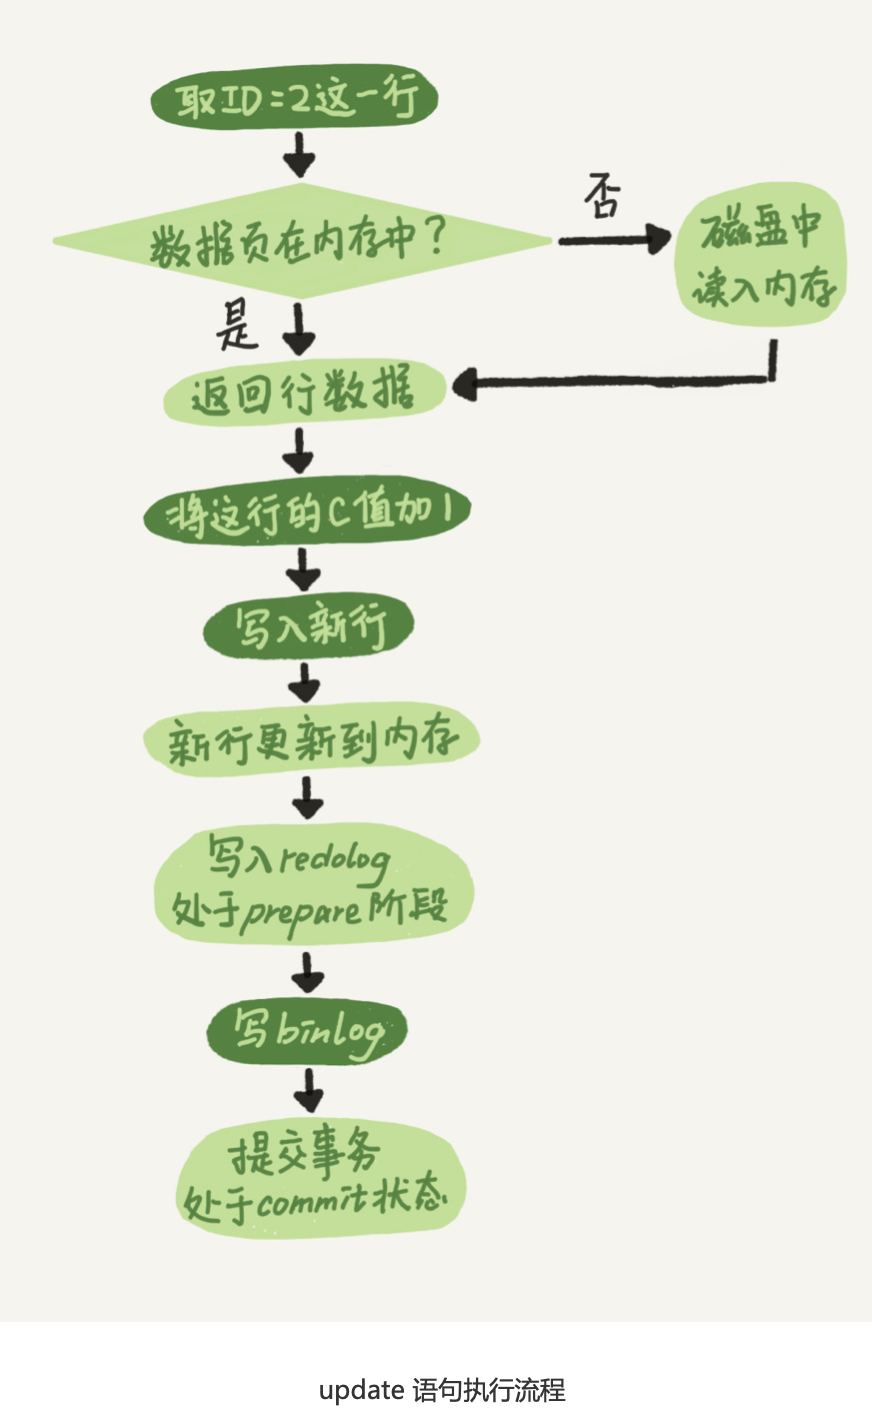 取ID=2这一行
数据页在内存中？
否
磁盘中
读入内存
是
返回行数据
将这行的C值加1
写入新行
新行更新到内存
写入redolog
处于prepare阶段
写binlog
提交事务
处于commit状态
update 语句执行流程